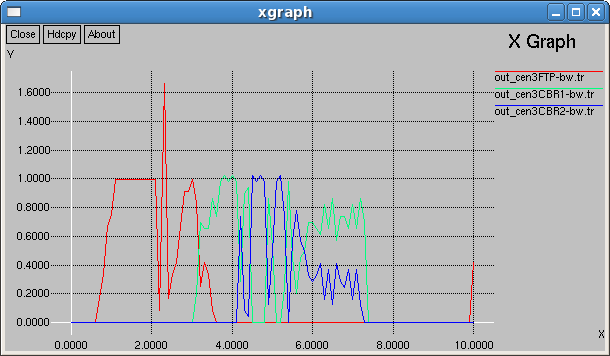 xgraph
Close Hdcpy About
X Graph
Y
out_cen3FTP-bw.tr
out_cen3CBR1-bw.tr
out_cen3CBR2-bw.tr
1.6000
1.4000
1.2000
1.0000
0.8000
0.6000
0.4000
0.2000
0.0000
X
0.0000 2.0000 4.0000 6.0000 8.0000 10.0000